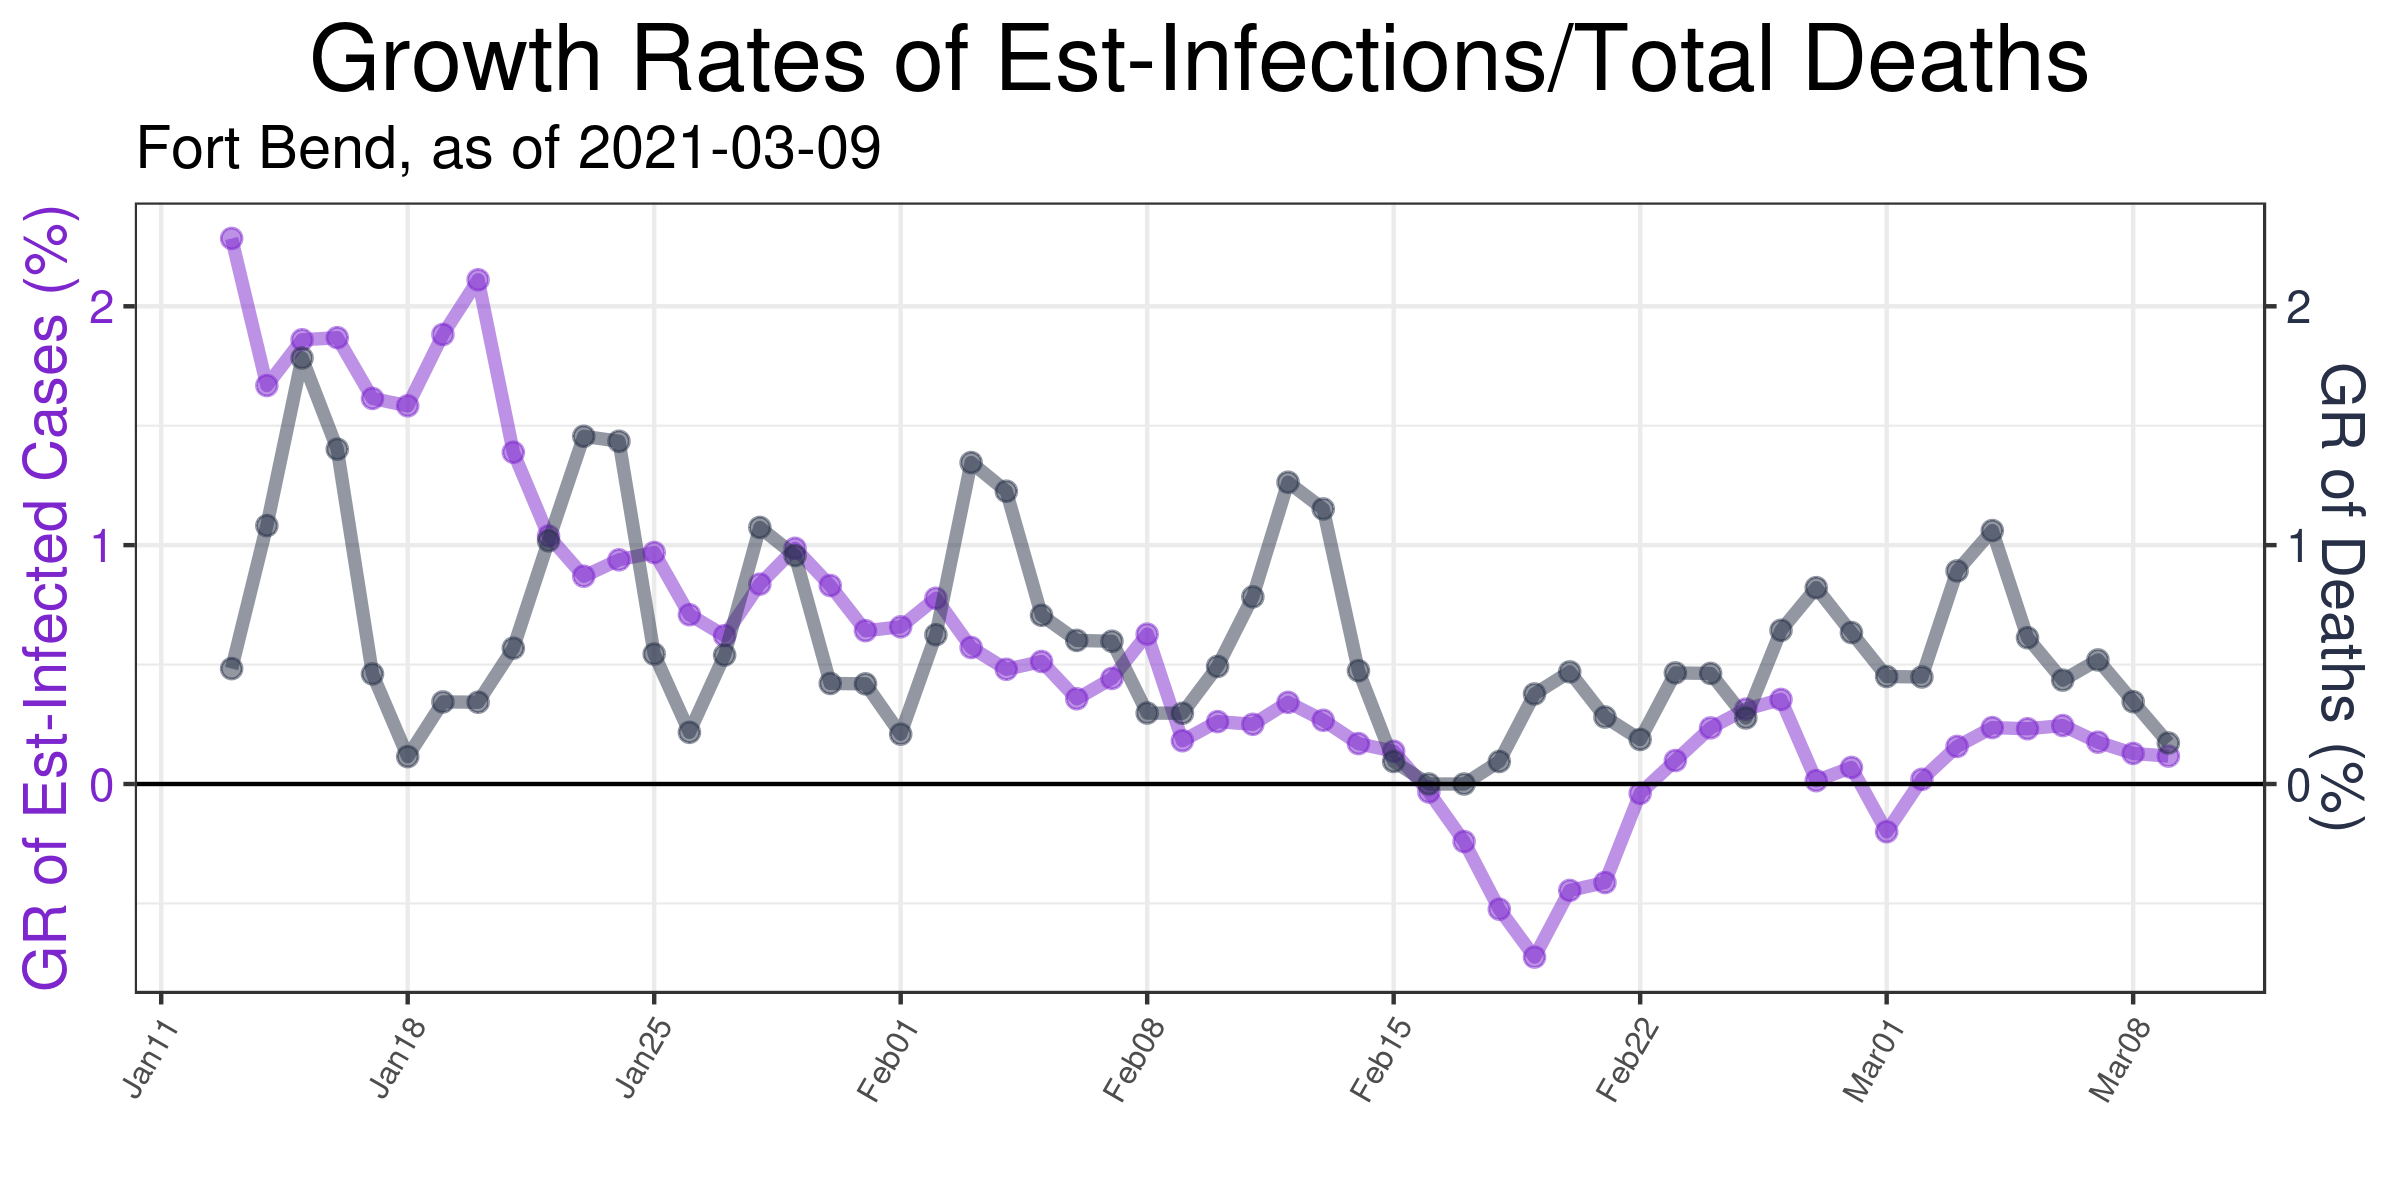 Growth Rates of Est-Infections/Total Deaths
Fort Bend, as of 2021-03-09
GR of Est-Infected Cases (%)
2
1
0
2
1
0
GR of Deaths (%)
Jan11
Jan18
Jan25
Feb01
Feb08
Feb15
Feb22
Mar01
Mar08